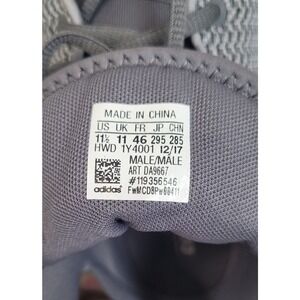 MADE IN CHINA
US UK FR JP CHN
11½ 11 46 295 285
HWD 1Y4001 12/17
MALE/MALE
ART DA9667
#119356546
adidas